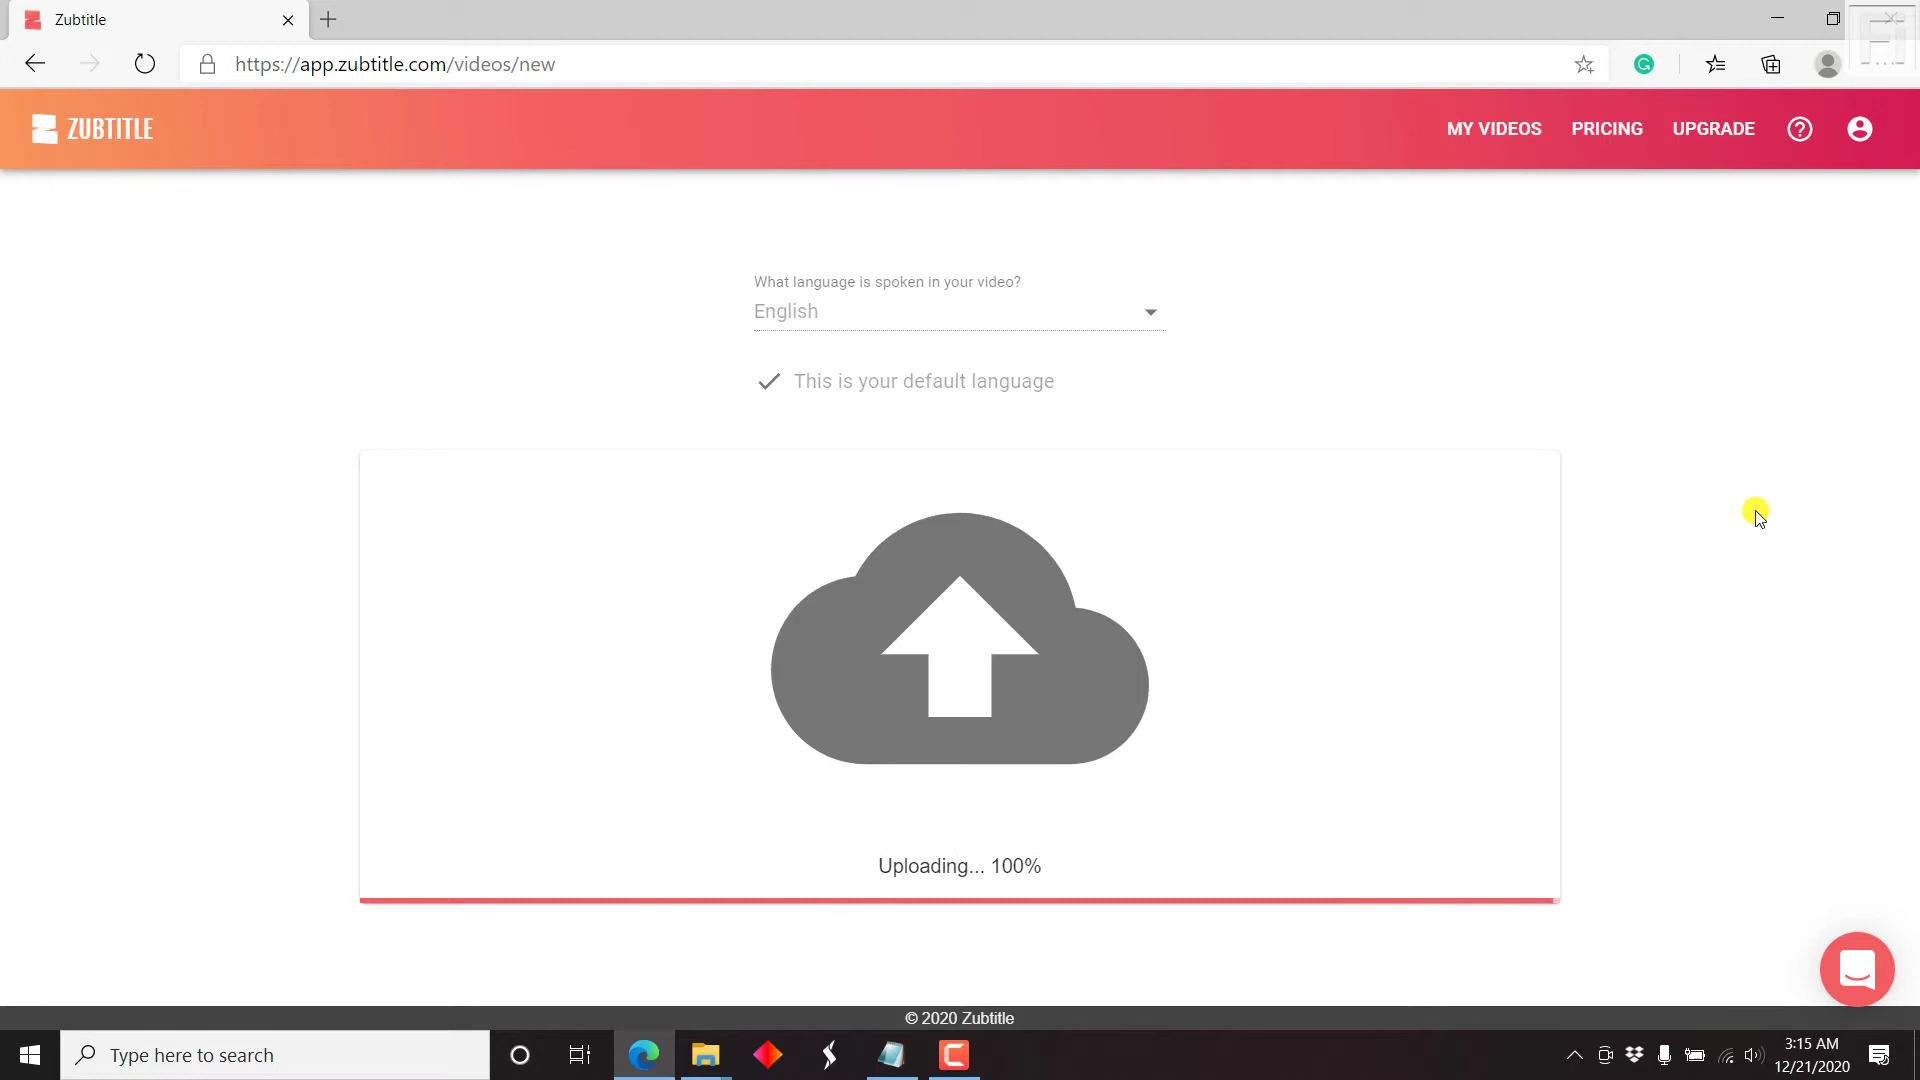 Zubtitle
https://app.zubtitle.com/videos/new
ZUBTITLE
MY VIDEOS PRICING UPGRADE
What language is spoken in your video?
English
This is your default language
Uploading... 100%
© 2020 Zubtitle
Type here to search
3:15 AM
12/21/2020